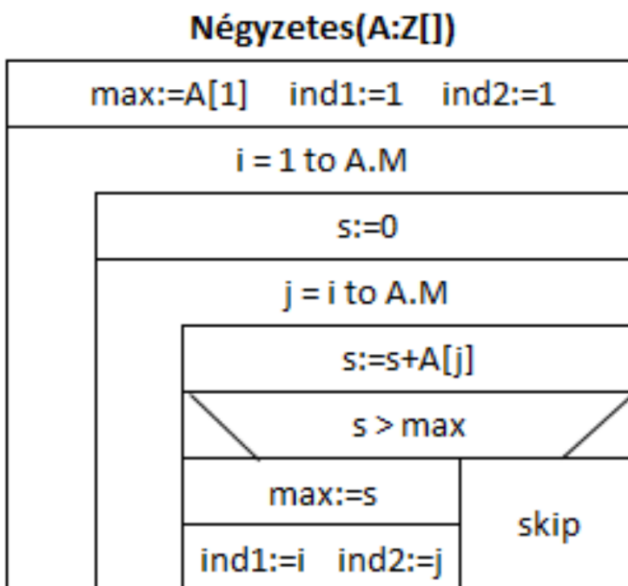 Négyzetes(A:Z[])
max:=A[1] ind1:=1 ind2:=1
i = 1 to A.M
s:=0
j = i to A.M
s:=s+A[j]
s > max
max:=s
skip
ind1:=i ind2:=j